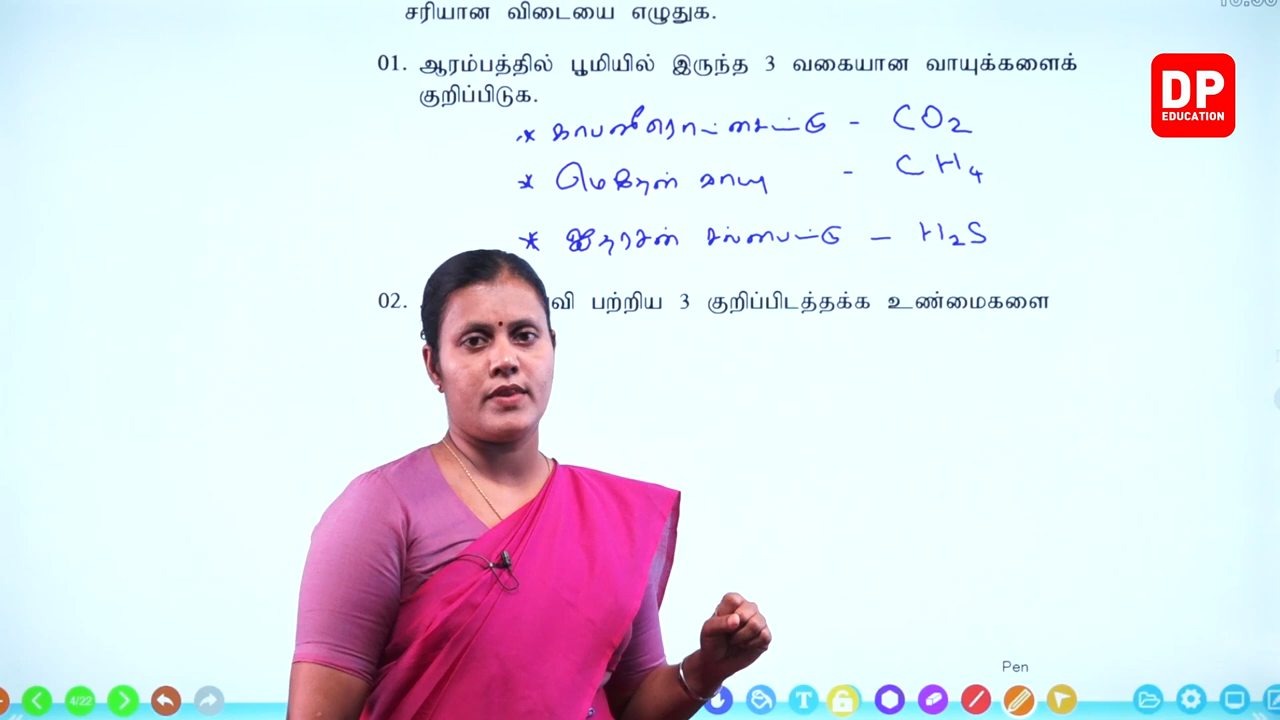 சரியான விடையை எழுதுக.
01. ஆரம்பத்தில் பூமியில் இருந்த 3 வகையான வாயுக்களைக்
குறிப்பிடுக.
* காபனீரொட்சைட்டு - CO2
* மெதேன் வாயு - CH4
* ஐதரசன் சல்பைட்டு - H2S
02. பற்றிய 3 குறிப்பிடத்தக்க உண்மைகளை
DP
EDUCATION
Pen
4/22
T